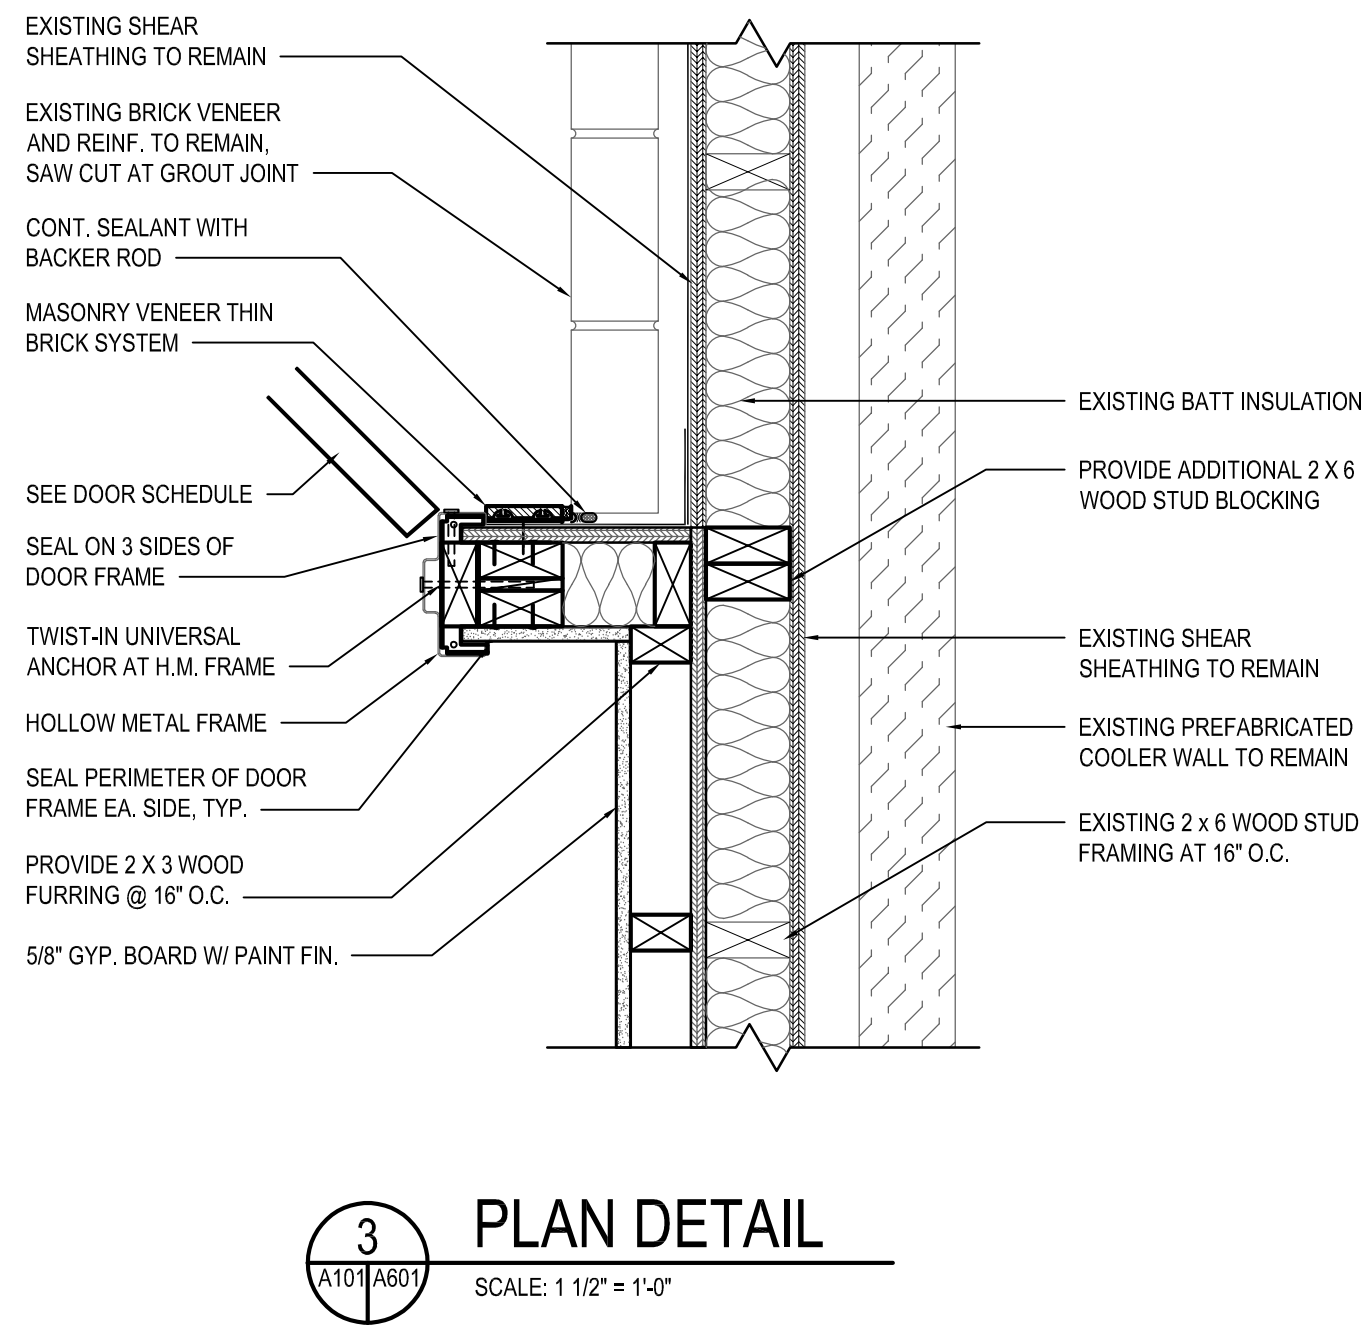 EXISTING SHEAR
SHEATHING TO REMAIN
EXISTING BRICK VENEER
AND REINF. TO REMAIN,
SAW CUT AT GROUT JOINT
CONT. SEALANT WITH
BACKER ROD
MASONRY VENEER THIN
BRICK SYSTEM
SEE DOOR SCHEDULE
SEAL ON 3 SIDES OF
DOOR FRAME
TWIST-IN UNIVERSAL
ANCHOR AT H.M. FRAME
HOLLOW METAL FRAME
SEAL PERIMETER OF DOOR
FRAME EA. SIDE, TYP.
PROVIDE 2 X 3 WOOD
FURRING @ 16" O.C.
5/8" GYP. BOARD W/ PAINT FIN.
EXISTING BATT INSULATION
PROVIDE ADDITIONAL 2 X 6
WOOD STUD BLOCKING
EXISTING SHEAR
SHEATHING TO REMAIN
EXISTING PREFABRICATED
COOLER WALL TO REMAIN
EXISTING 2 x 6 WOOD STUD
FRAMING AT 16" O.C.
3
A101 A601
PLAN DETAIL
SCALE: 1 1/2" = 1'-0"